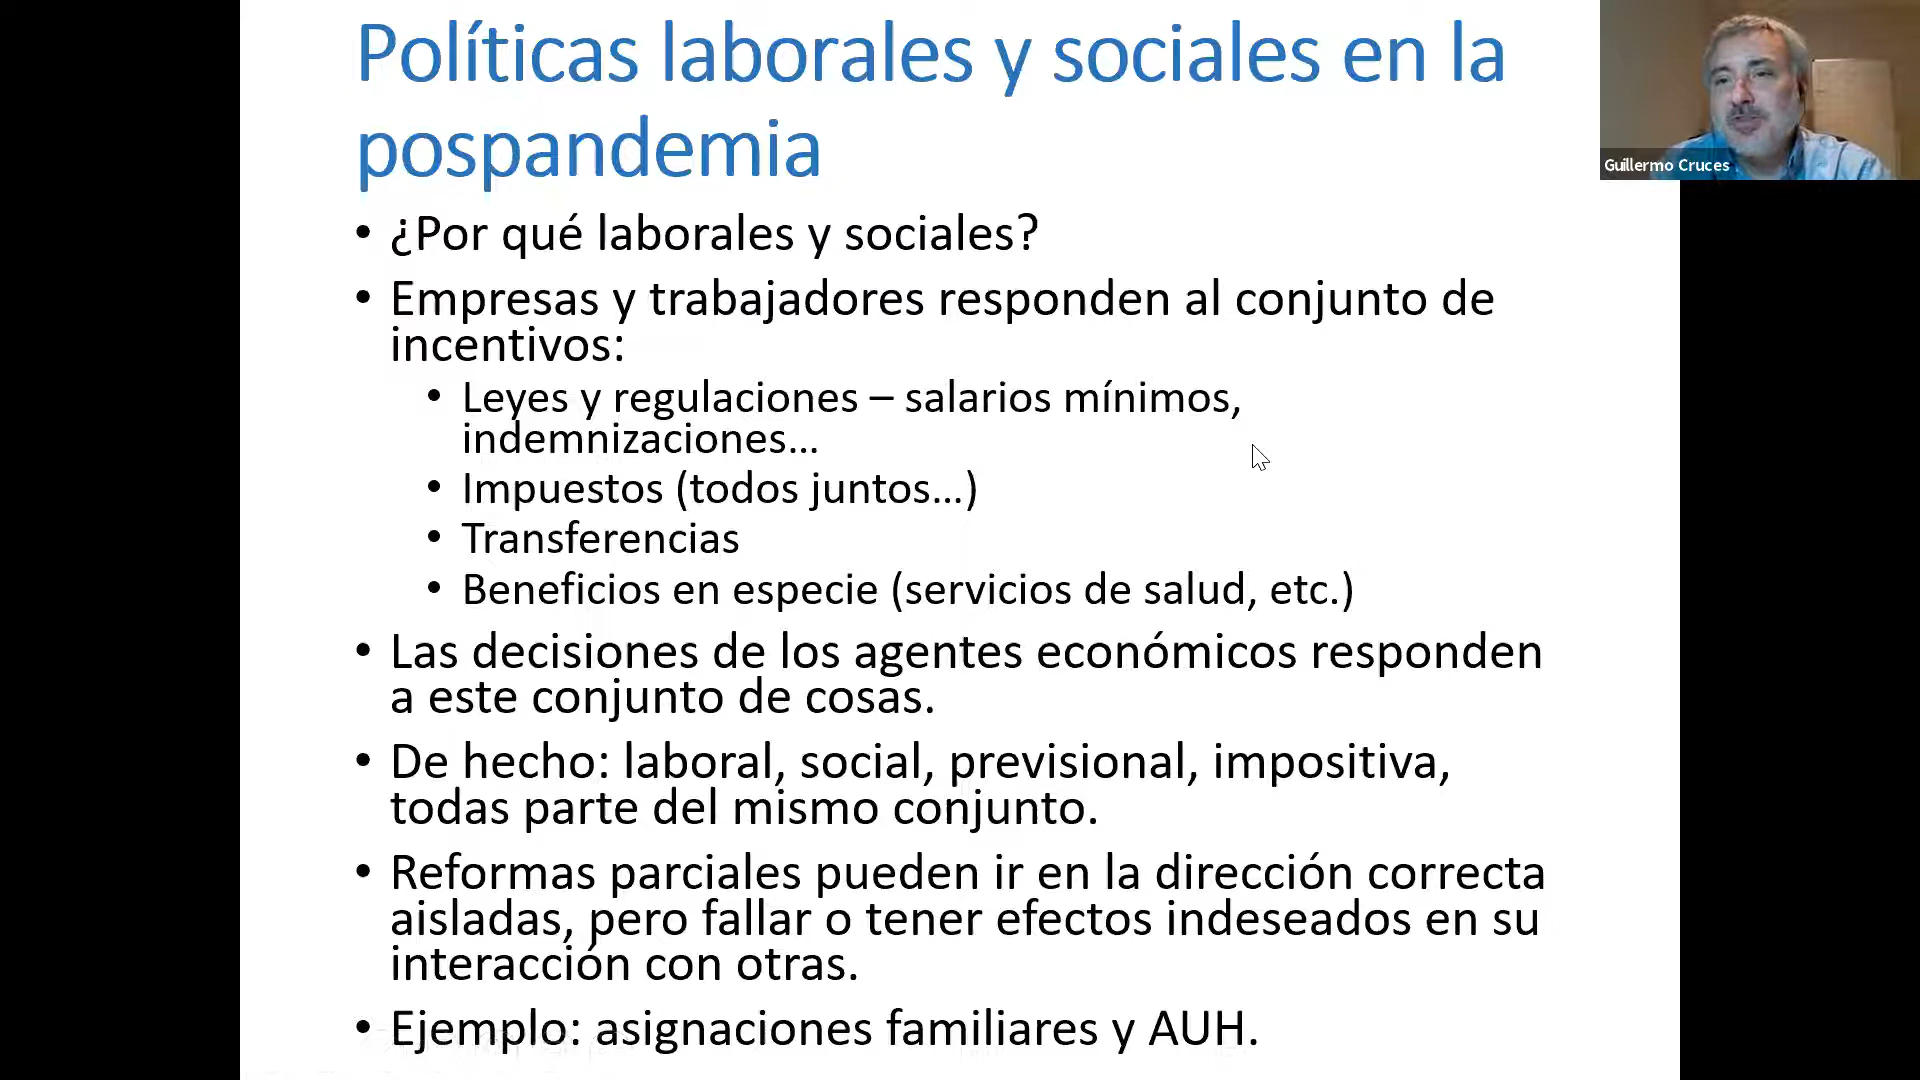 Políticas laborales y sociales en la
pospandemia
• ¿Por qué laborales y sociales?
• Empresas y trabajadores responden al conjunto de
incentivos:
• Leyes y regulaciones – salarios mínimos,
indemnizaciones…
• Impuestos (todos juntos…)
• Transferencias
• Beneficios en especie (servicios de salud, etc.)
• Las decisiones de los agentes económicos responden
a este conjunto de cosas.
• De hecho: laboral, social, previsional, impositiva,
todas parte del mismo conjunto.
• Reformas parciales pueden ir en la dirección correcta
aisladas, pero fallar o tener efectos indeseados en su
interacción con otras.
• Ejemplo: asignaciones familiares y AUH.
Guillermo Cruces